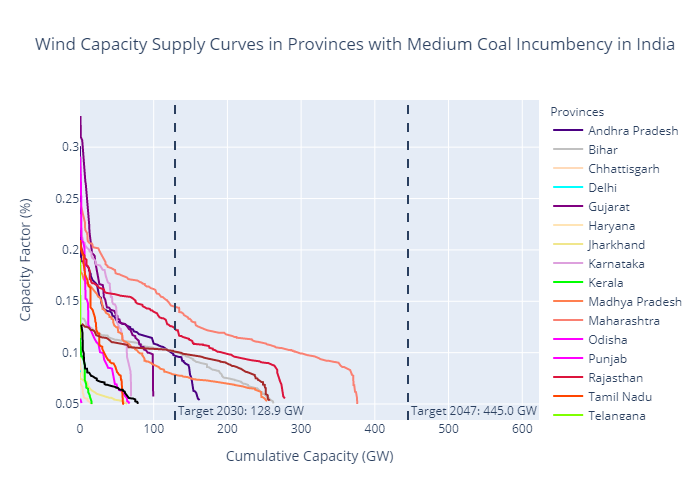 Wind Capacity Supply Curves in Provinces with Medium Coal Incumbency in India
Provinces
Andhra Pradesh
Bihar
Chhattisgarh
Delhi
Gujarat
Haryana
Jharkhand
Karnataka
Kerala
Madhya Pradesh
Maharashtra
Odisha
Punjab
Rajasthan
Tamil Nadu
Telangana
Capacity Factor (%)
0.3
0.25
0.2
0.15
0.1
0.05
Target 2030: 128.9 GW
Target 2047: 445.0 GW
0 100 200 300 400 500 600
Cumulative Capacity (GW)